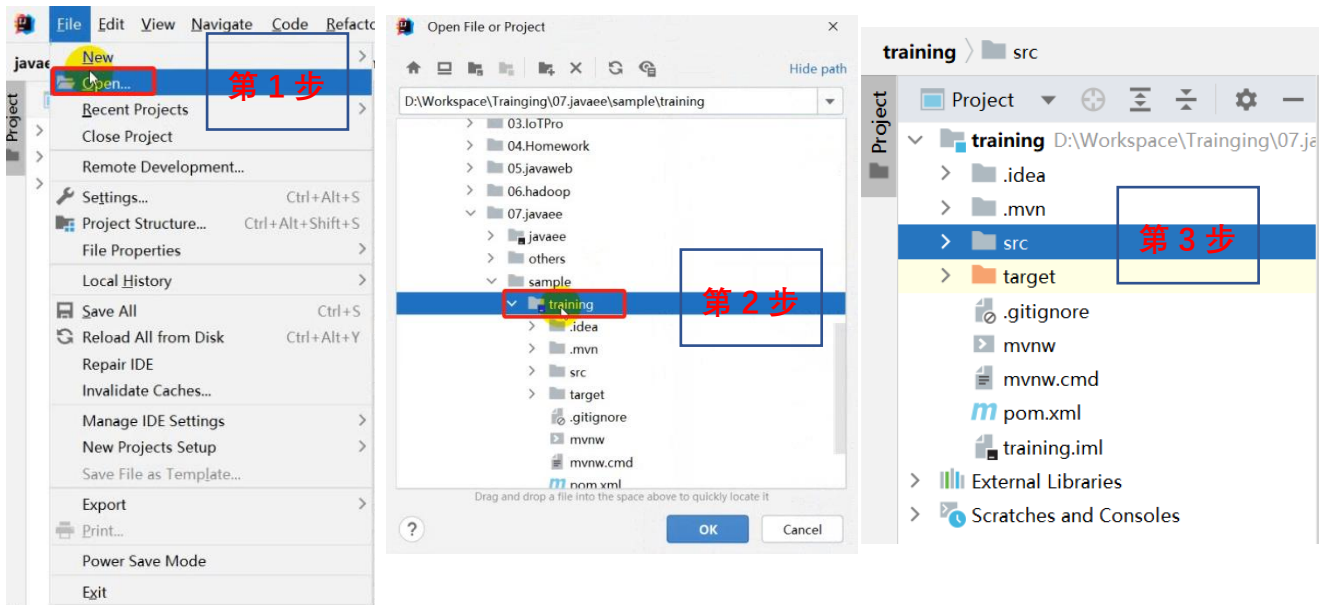 File Edit View Navigate Code Refacto
javae
New
Open...
Recent Projects
Close Project
Remote Development...
Settings... Ctrl+Alt+S
Project Structure... Ctrl+Alt+Shift+S
File Properties
Local History
Save All Ctrl+S
Reload All from Disk Ctrl+Alt+Y
Repair IDE
Invalidate Caches...
Manage IDE Settings
New Projects Setup
Save File as Template...
Export
Print...
Power Save Mode
Exit
Project
第 1 步
Open File or Project
Hide path
D:\Workspace\Trainging\07.javaee\sample\training
03.IoTPro
04.Homework
05.javaweb
06.hadoop
07.javaee
javaee
others
sample
training
.idea
.mvn
src
target
.gitignore
mvnw
mvnw.cmd
pom.xml
Drag and drop a file into the space above to quickly locate it
? OK Cancel
第 2 步
training src
Project
Project
training D:\Workspace\Trainging\07.ja
.idea
.mvn
src
target
.gitignore
mvnw
mvnw.cmd
pom.xml
training.iml
External Libraries
Scratches and Consoles
第 3 步